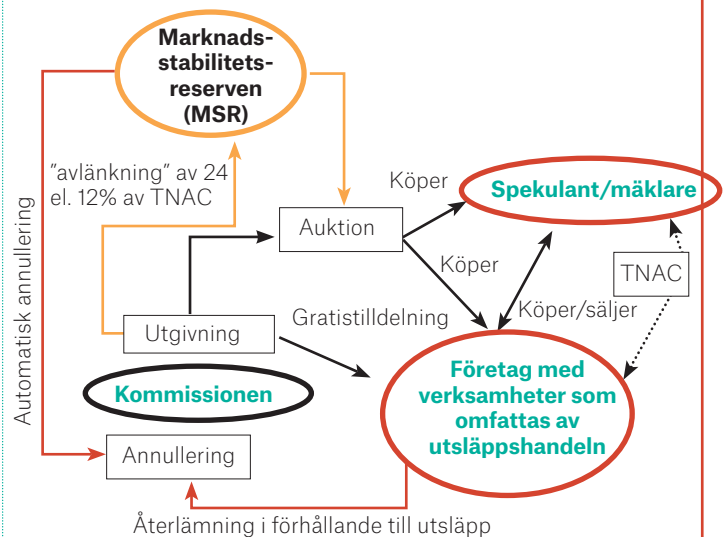 Marknads-
stabilitets-
reserven
(MSR)
"avlänkning" av 24
el. 12% av TNAC
Automatisk annullering
Köper
Spekulant/mäklare
Auktion
Köper
TNAC
Gratistilldelning
Köper/säljer
Utgivning
Kommissionen
Företag med
verksamheter som
omfattas av
utsläppshandeln
Annullering
Återlämning i förhållande till utsläpp